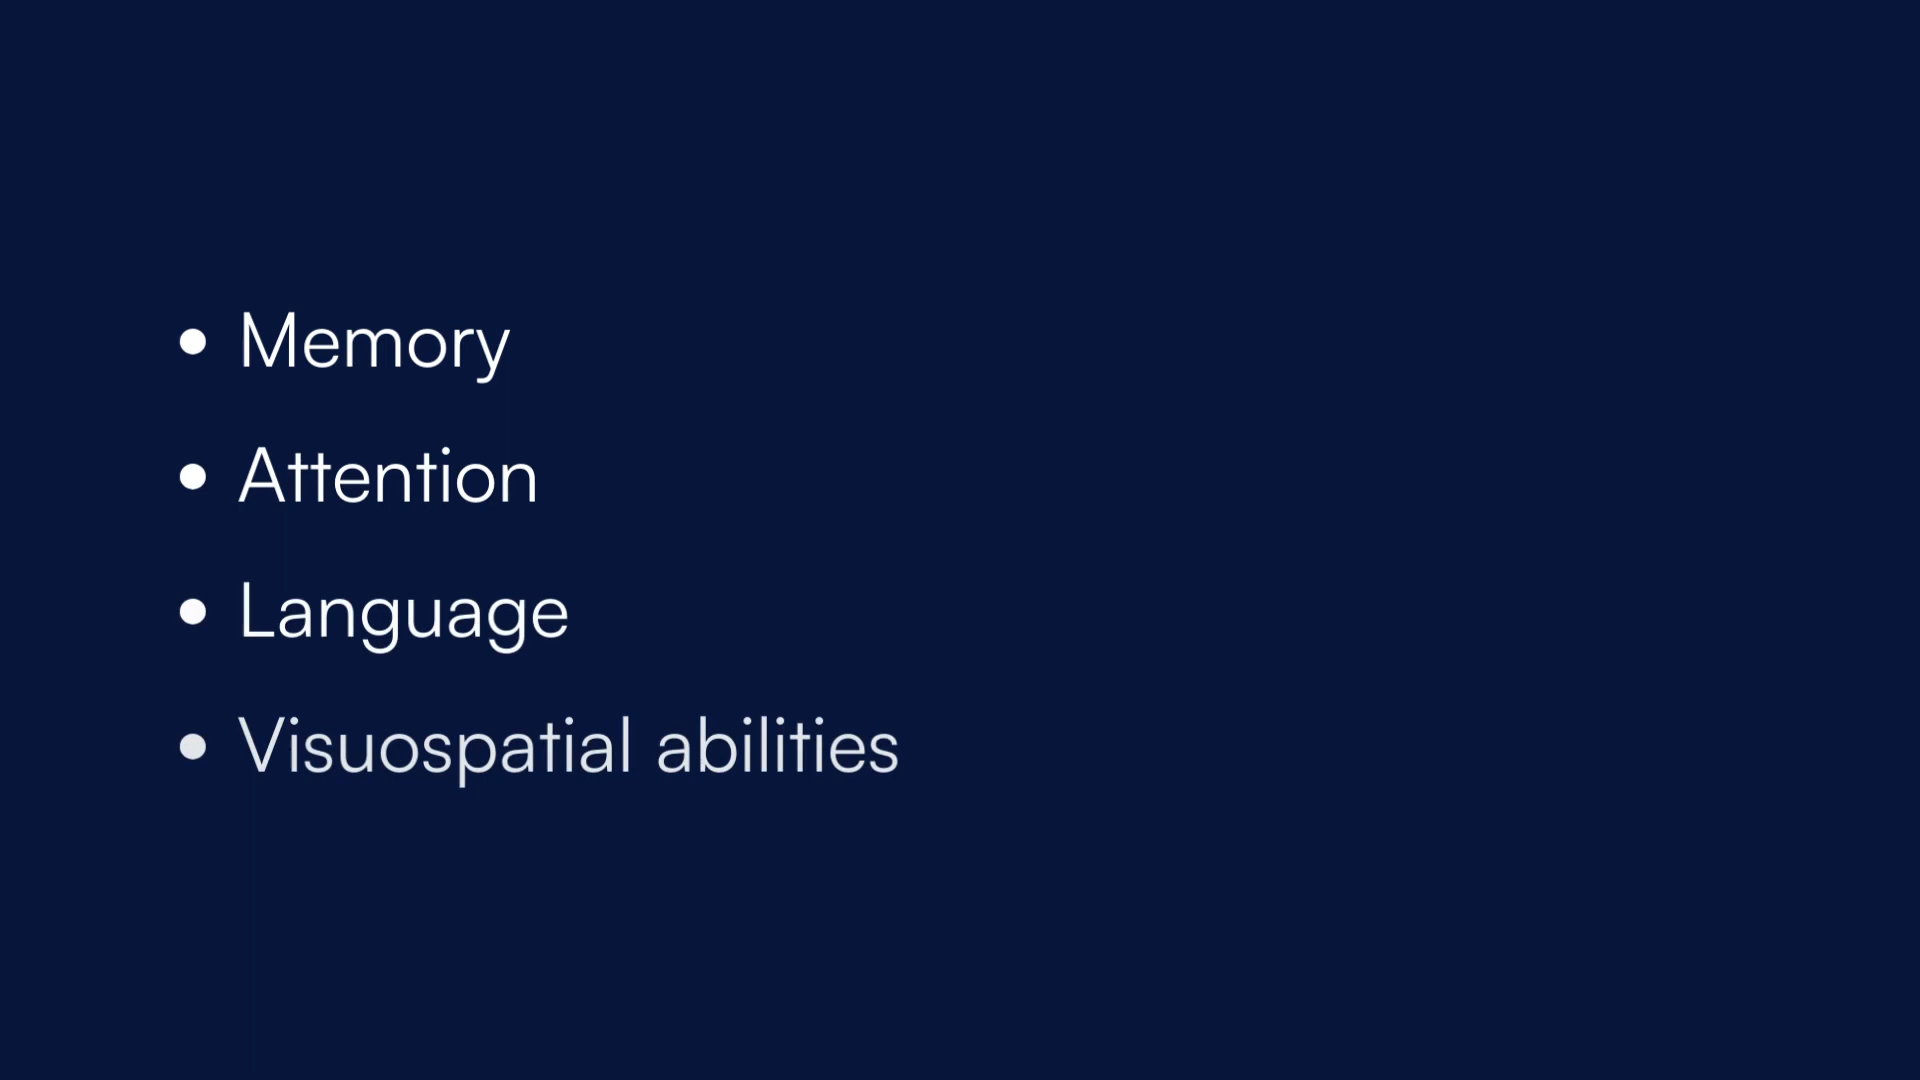 • Memory
• Attention
• Language
• Visuospatial abilities